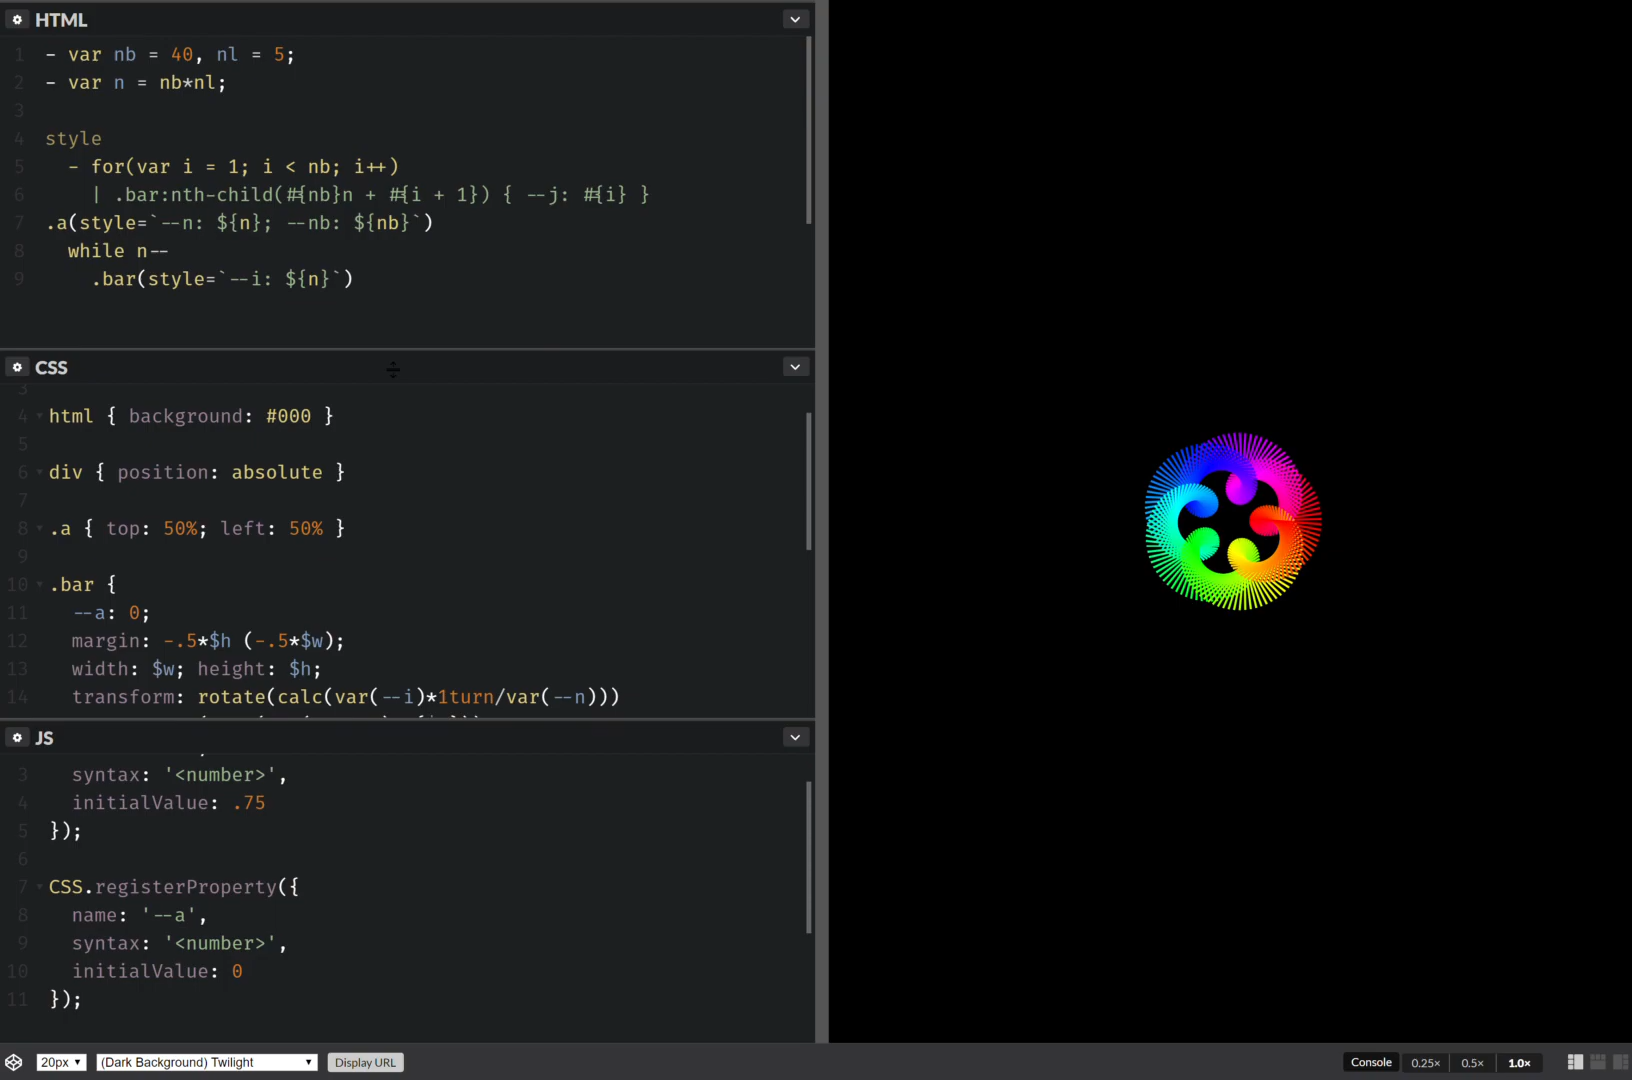 HTML
1 - var nb = 40, nl = 5;
2 - var n = nb*nl;
3
4 style
5 - for(var i = 1; i < nb; i++)
6 | .bar:nth-child(#{nb}n + #{i + 1}) { --j: #{i} }
7 .a(style=`--n: ${n}; --nb: ${nb}`)
8 while n--
9 .bar(style=`--i: ${n}`)
CSS
3
4 html { background: #000 }
5
6 div { position: absolute }
7
8 .a { top: 50%; left: 50% }
9
10 .bar {
11 --a: 0;
12 margin: -.5*$h (-.5*$w);
13 width: $w; height: $h;
14 transform: rotate(calc(var(--i)*1turn/var(--n)))
JS
3 syntax: '<number>',
4 initialValue: .75
5 });
6
7 CSS.registerProperty({
8 name: '--a',
9 syntax: '<number>',
10 initialValue: 0
11 });
20px (Dark Background) Twilight Display URL Console 0.25× 0.5× 1.0×